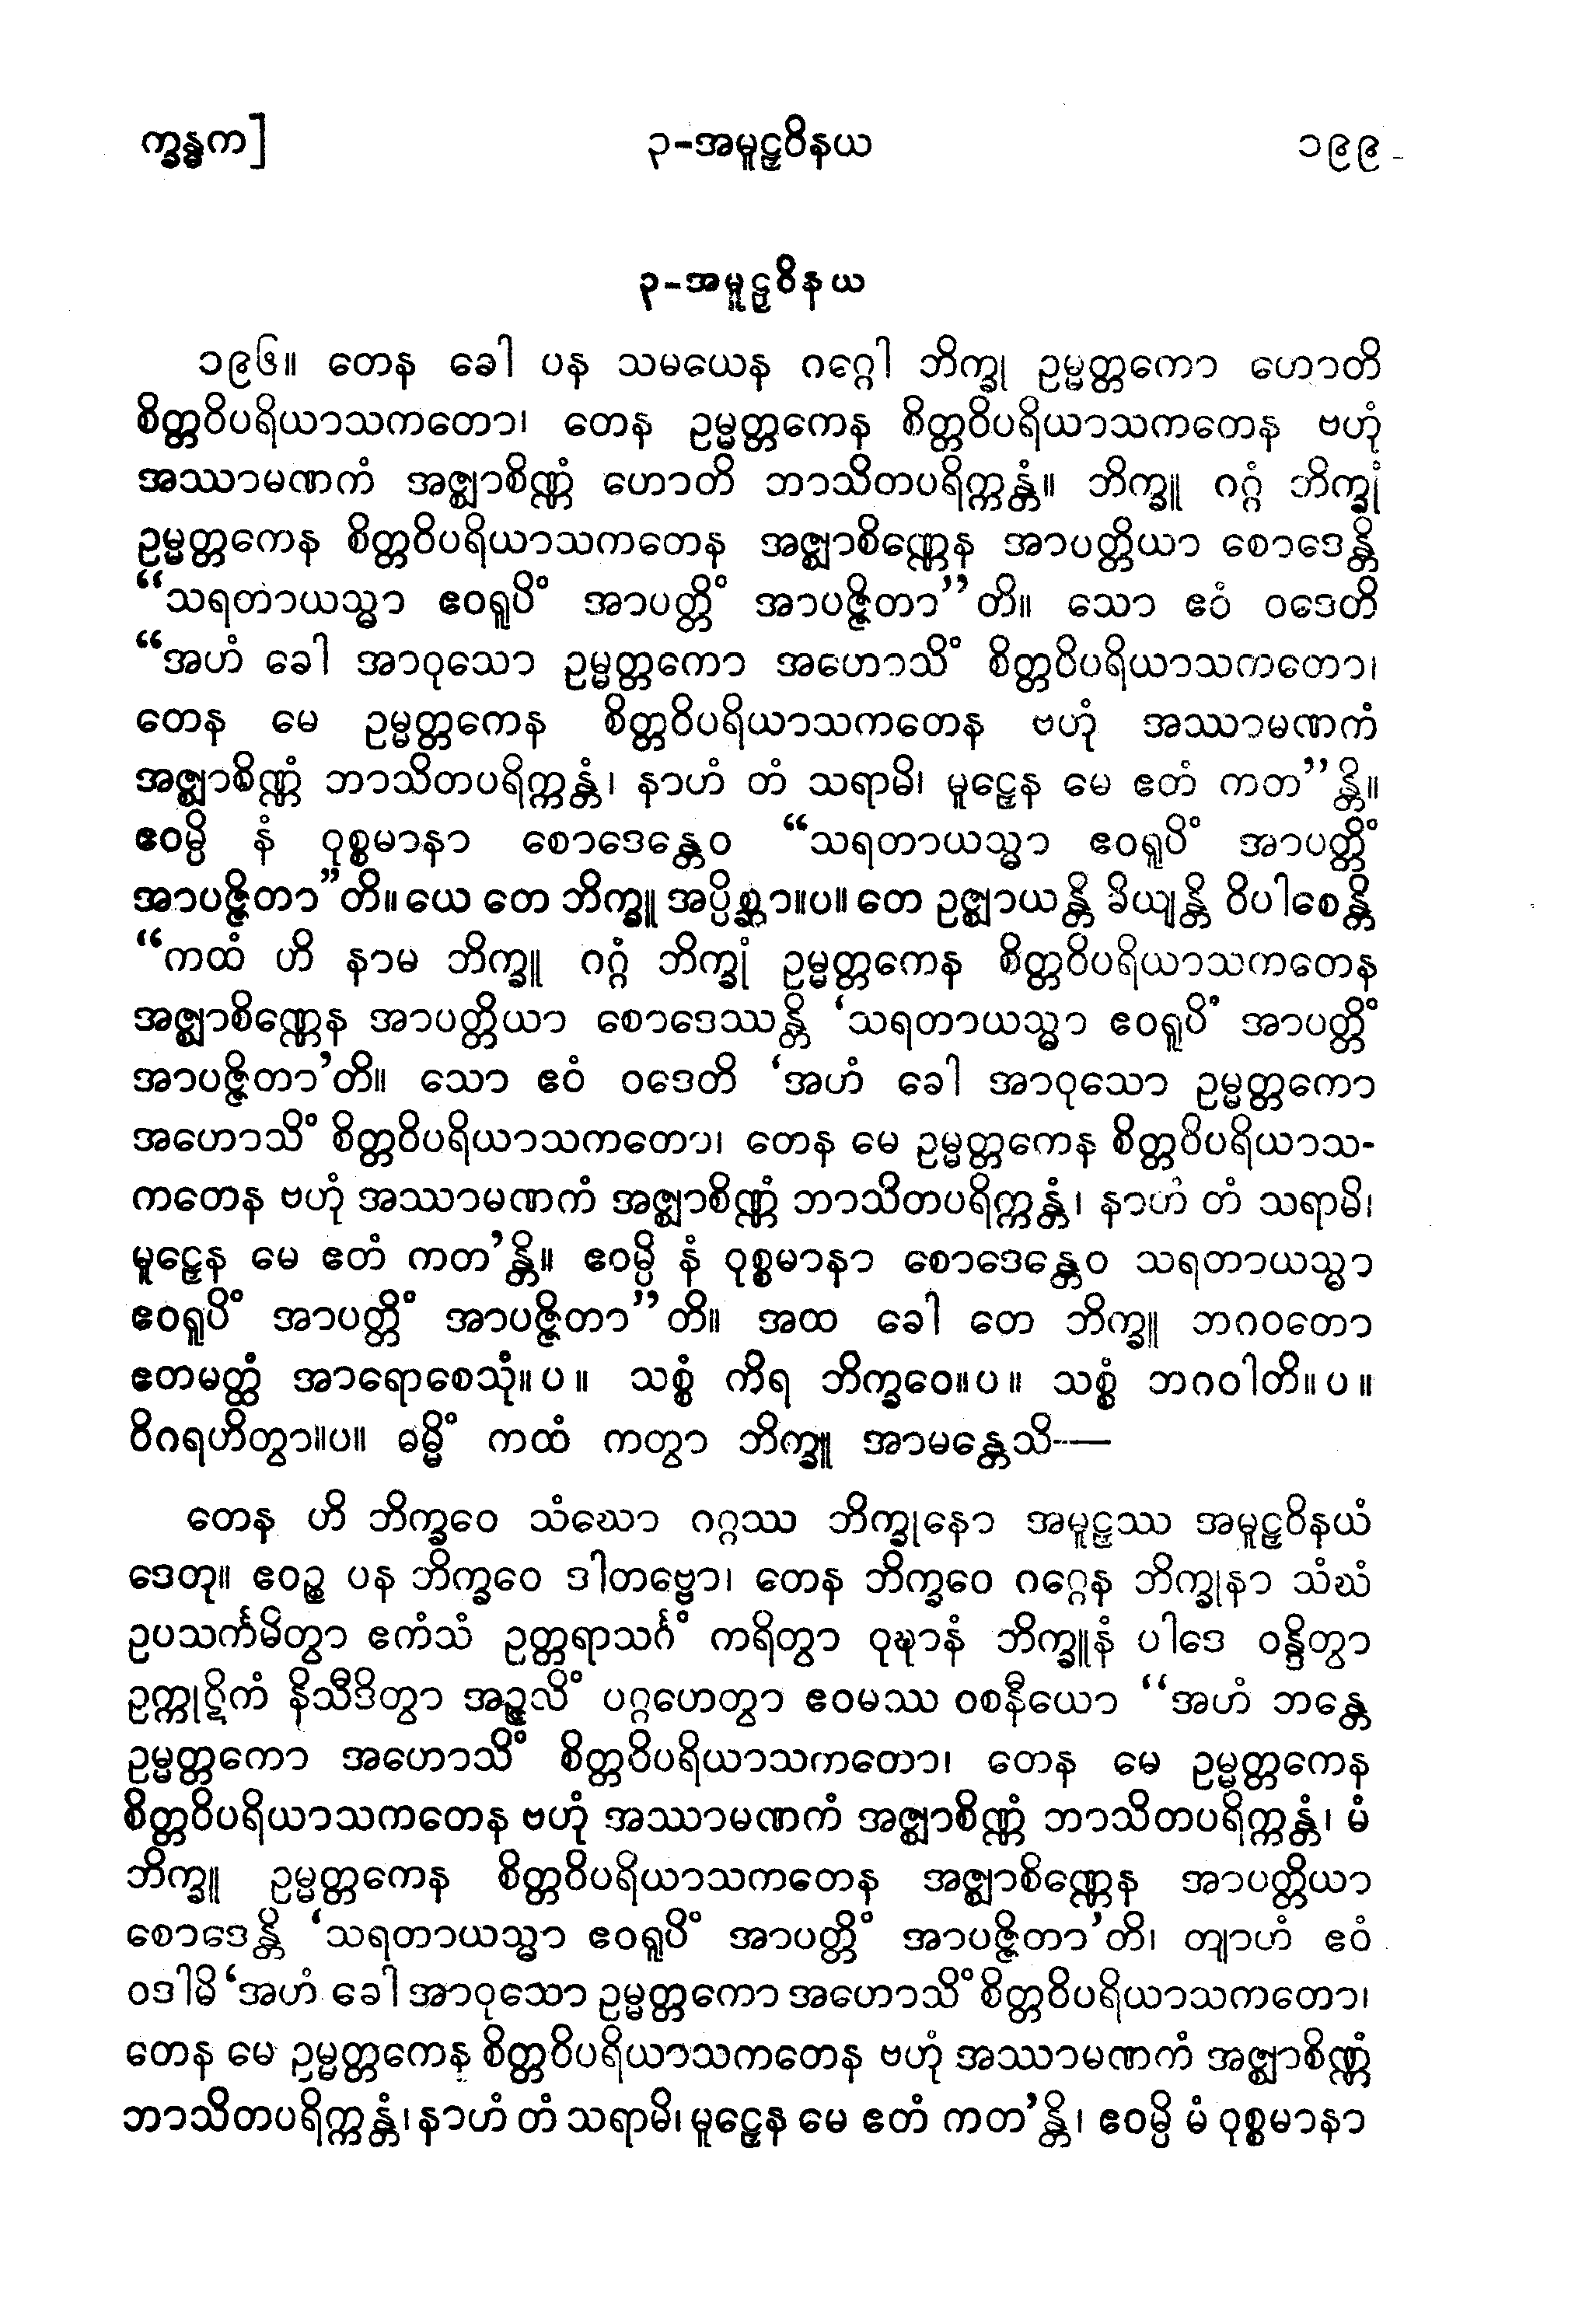 က္ခန္ဓက]
၃-အမူဠှဝိနယ
၁၉၉
၃-အမူဠှဝိနယ
၁၉၆။ တေန ခေါ ပန သမယေန ဂဂ္ဂေါ ဘိက္ခု ဥမ္မတ္တကော ဟောတိ
စိတ္တဝိပရိယာသကတော၊ တေန ဥမ္မတ္တကေန စိတ္တဝိပရိယာသကတေန ဗဟုံ
အဿာမဏကံ အဇ္ဈာစိဏ္ဏံ ဟောတိ ဘာသိတပရိက္ကန္တံ။ ဘိက္ခူ ဂဂ္ဂံ ဘိက္ခုံ
ဥမ္မတ္တကေန စိတ္တဝိပရိယာသကတေန အဇ္ဈာစိဏ္ဏေန အာပတ္တိယာ စောဒေန္တိ
“သရတာယသ္မာ ဧဝရူပိံ အာပတ္တိံ အာပဇ္ဇိတာ”တိ။ သော ဧဝံ ဝဒေတိ
“အဟံ ခေါ အာဝုသော ဥမ္မတ္တကော အဟောသိံ စိတ္တဝိပရိယာသကတော၊
တေန မေ ဥမ္မတ္တကေန စိတ္တဝိပရိယာသကတေန ဗဟုံ အဿာမဏကံ
အဇ္ဈာစိဏ္ဏံ ဘာသိတပရိက္ကန္တံ၊ နာဟံ တံ သရာမိ၊ မူဠှေန မေ ဧတံ ကတ”န္တိ။
ဧဝမ္ပိ နံ ဝုစ္စမာနာ စောဒေန္တေဝ “သရတာယသ္မာ ဧဝရူပိံ အာပတ္တိံ
အာပဇ္ဇိတာ”တိ။ ယေ တေ ဘိက္ခူ အပ္ပိစ္ဆာ။ပ။ တေ ဥဇ္ဈာယန္တိ ခိယျန္တိ ဝိပါစေန္တိ
“ကထံ ဟိ နာမ ဘိက္ခူ ဂဂ္ဂံ ဘိက္ခုံ ဥမ္မတ္တကေန စိတ္တဝိပရိယာသကတေန
အဇ္ဈာစိဏ္ဏေန အာပတ္တိယာ စောဒေဿန္တိ ‘သရတာယသ္မာ ဧဝရူပိံ အာပတ္တိံ
အာပဇ္ဇိတာ’တိ။ သော ဧဝံ ဝဒေတိ ‘အဟံ ခေါ အာဝုသော ဥမ္မတ္တကော
အဟောသိံ စိတ္တဝိပရိယာသကတော၊ တေန မေ ဥမ္မတ္တကေန စိတ္တဝိပရိယာသ-
ကတေန ဗဟုံ အဿာမဏကံ အဇ္ဈာစိဏ္ဏံ ဘာသိတပရိက္ကန္တံ၊ နာဟံ တံ သရာမိ၊
မူဠှေန မေ ဧတံ ကတ’န္တိ။ ဧဝမ္ပိ နံ ဝုစ္စမာနာ စောဒေန္တေဝ သရတာယသ္မာ
ဧဝရူပိံ အာပတ္တိံ အာပဇ္ဇိတာ”တိ။ အထ ခေါ တေ ဘိက္ခူ ဘဂဝတော
ဧတမတ္ထံ အာရောစေသုံ။ပ။ သစ္စံ ကိရ ဘိက္ခဝေ။ပ။ သစ္စံ ဘဂဝါတိ။ပ။
ဝိဂရဟိတွာ။ပ။ ဓမ္မိံ ကထံ ကတွာ ဘိက္ခူ အာမန္တေသိ—
တေန ဟိ ဘိက္ခဝေ သံဃော ဂဂ္ဂဿ ဘိက္ခုနော အမူဠှဿ အမူဠှဝိနယံ
ဒေတု။ ဧဝဉ္စ ပန ဘိက္ခဝေ ဒါတဗ္ဗော၊ တေန ဘိက္ခဝေ ဂဂ္ဂေန ဘိက္ခုနာ သံဃံ
ဥပသင်္ကမိတွာ ဧကံသံ ဥတ္တရာသင်္ဂံ ကရိတွာ ဝုဍ္ဎာနံ ဘိက္ခူနံ ပါဒေ ဝန္ဒိတွာ
ဥက္ကုဋိကံ နိသီဒိတွာ အဉ္ဇလိံ ပဂ္ဂဟေတွာ ဧဝမဿ ဝစနီယော “အဟံ ဘန္တေ
ဥမ္မတ္တကော အဟောသိံ စိတ္တဝိပရိယာသကတော၊ တေန မေ ဥမ္မတ္တကေန
စိတ္တဝိပရိယာသကတေန ဗဟုံ အဿာမဏကံ အဇ္ဈာစိဏ္ဏံ ဘာသိတပရိက္ကန္တံ၊ မံ
ဘိက္ခူ ဥမ္မတ္တကေန စိတ္တဝိပရိယာသကတေန အဇ္ဈာစိဏ္ဏေန အာပတ္တိယာ
စောဒေန္တိ ‘သရတာယသ္မာ ဧဝရူပိံ အာပတ္တိံ အာပဇ္ဇိတာ’တိ၊ တျာဟံ ဧဝံ
ဝဒါမိ ‘အဟံ ခေါ အာဝုသော ဥမ္မတ္တကော အဟောသိံ စိတ္တဝိပရိယာသကတော၊
တေန မေ ဥမ္မတ္တကေန စိတ္တဝိပရိယာသကတေန ဗဟုံ အဿာမဏကံ အဇ္ဈာစိဏ္ဏံ
ဘာသိတပရိက္ကန္တံ၊ နာဟံ တံ သရာမိ၊ မူဠှေန မေ ဧတံ ကတ’န္တိ၊ ဧဝမ္ပိ မံ ဝုစ္စမာနာ